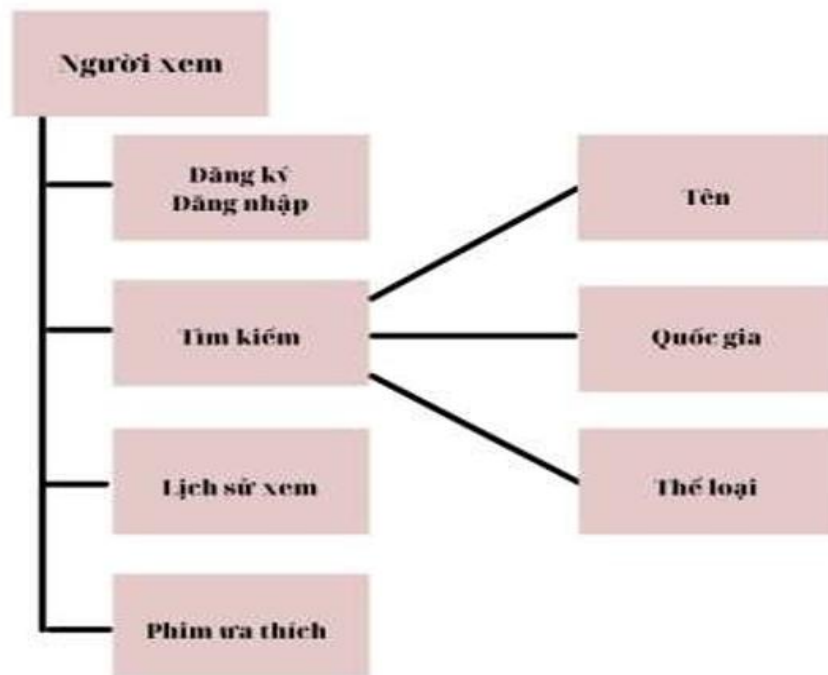 Người xem
Đăng ký
Đăng nhập
Tên
Tìm kiếm
Quốc gia
Lịch sử xem
Thể loại
Phim ưa thích